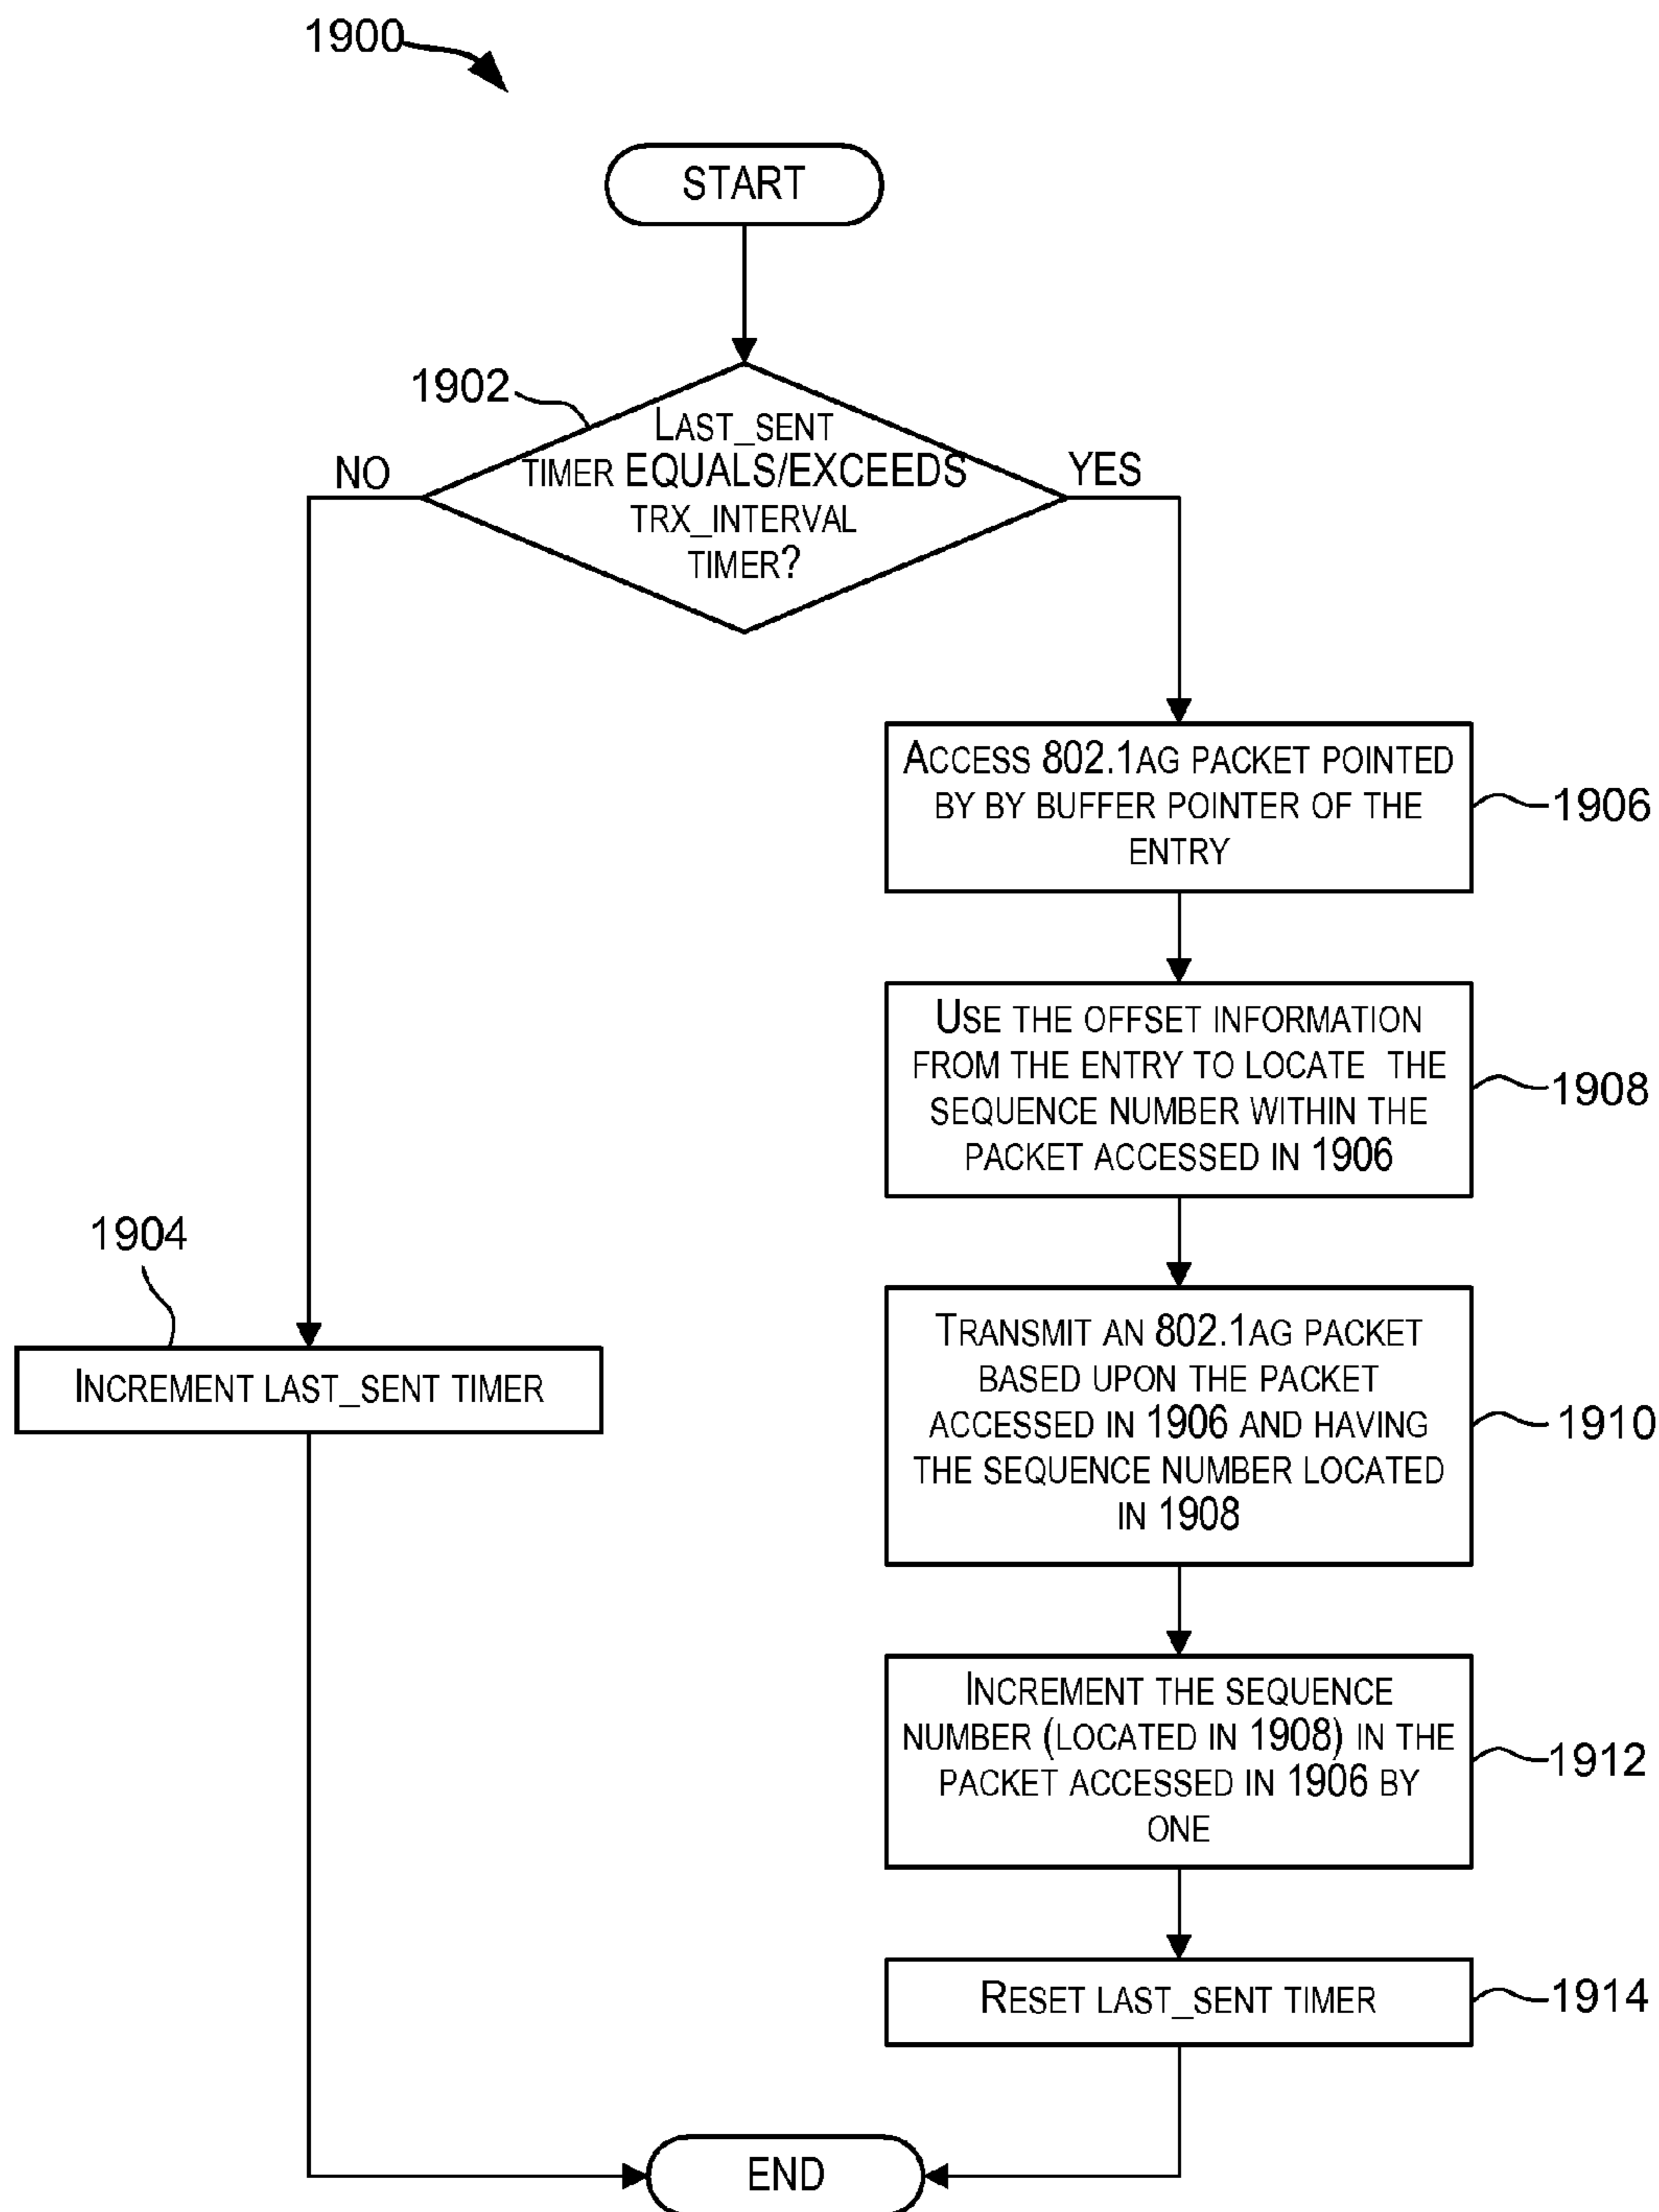 1900
START
1902
LAST_SENT
TIMER EQUALS/EXCEEDS
TRX_INTERVAL
TIMER?
NO
YES
ACCESS 802.1AG PACKET POINTED
BY BY BUFFER POINTER OF THE
ENTRY
1906
USE THE OFFSET INFORMATION
FROM THE ENTRY TO LOCATE THE
SEQUENCE NUMBER WITHIN THE
PACKET ACCESSED IN 1906
1908
1904
INCREMENT LAST_SENT TIMER
TRANSMIT AN 802.1AG PACKET
BASED UPON THE PACKET
ACCESSED IN 1906 AND HAVING
THE SEQUENCE NUMBER LOCATED
IN 1908
1910
INCREMENT THE SEQUENCE
NUMBER (LOCATED IN 1908) IN THE
PACKET ACCESSED IN 1906 BY
ONE
1912
RESET LAST_SENT TIMER
1914
END